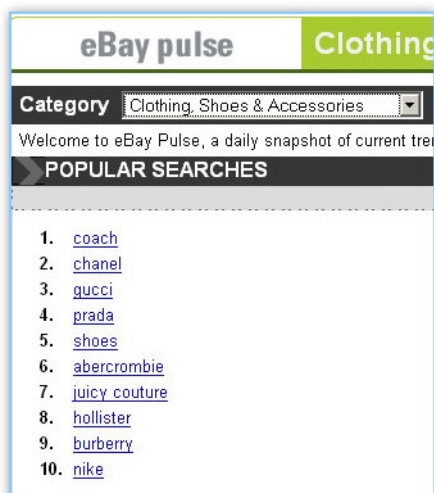 eBay pulse Clothing
Category Clothing, Shoes & Accessories
Welcome to eBay Pulse, a daily snapshot of current
POPULAR SEARCHES
1. coach
2. chanel
3. gucci
4. prada
5. shoes
6. abercrombie
7. juicy couture
8. hollister
9. burberry
10. nike